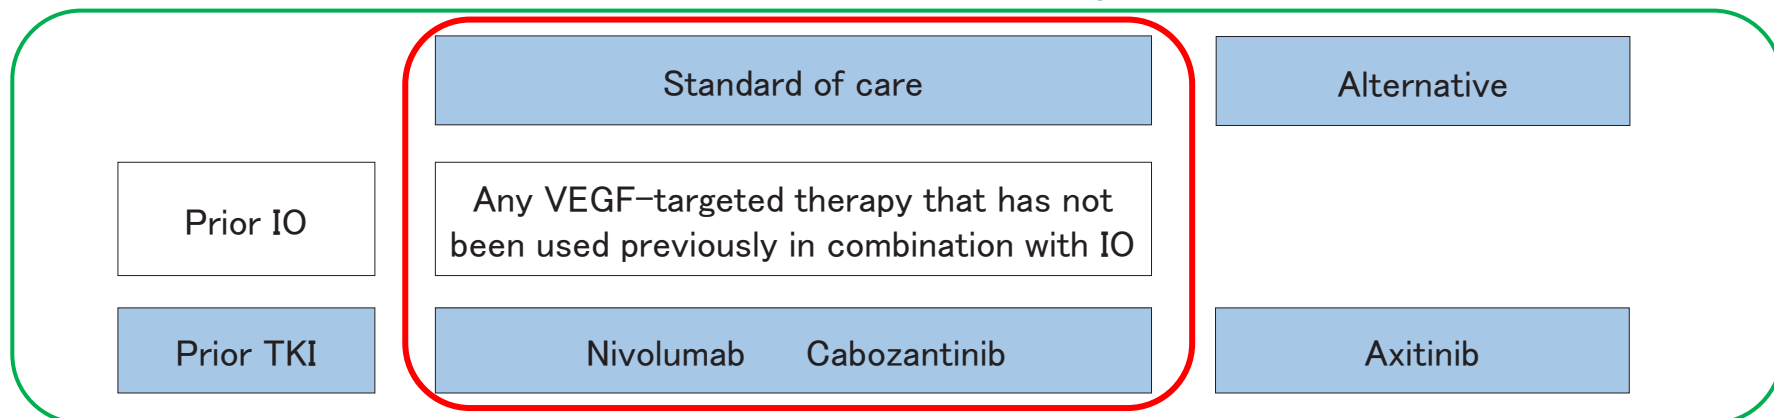 Standard of care
Alternative
Prior IO
Any VEGF-targeted therapy that has not
been used previously in combination with IO
Prior TKI
Nivolumab Cabozantinib
Axitinib